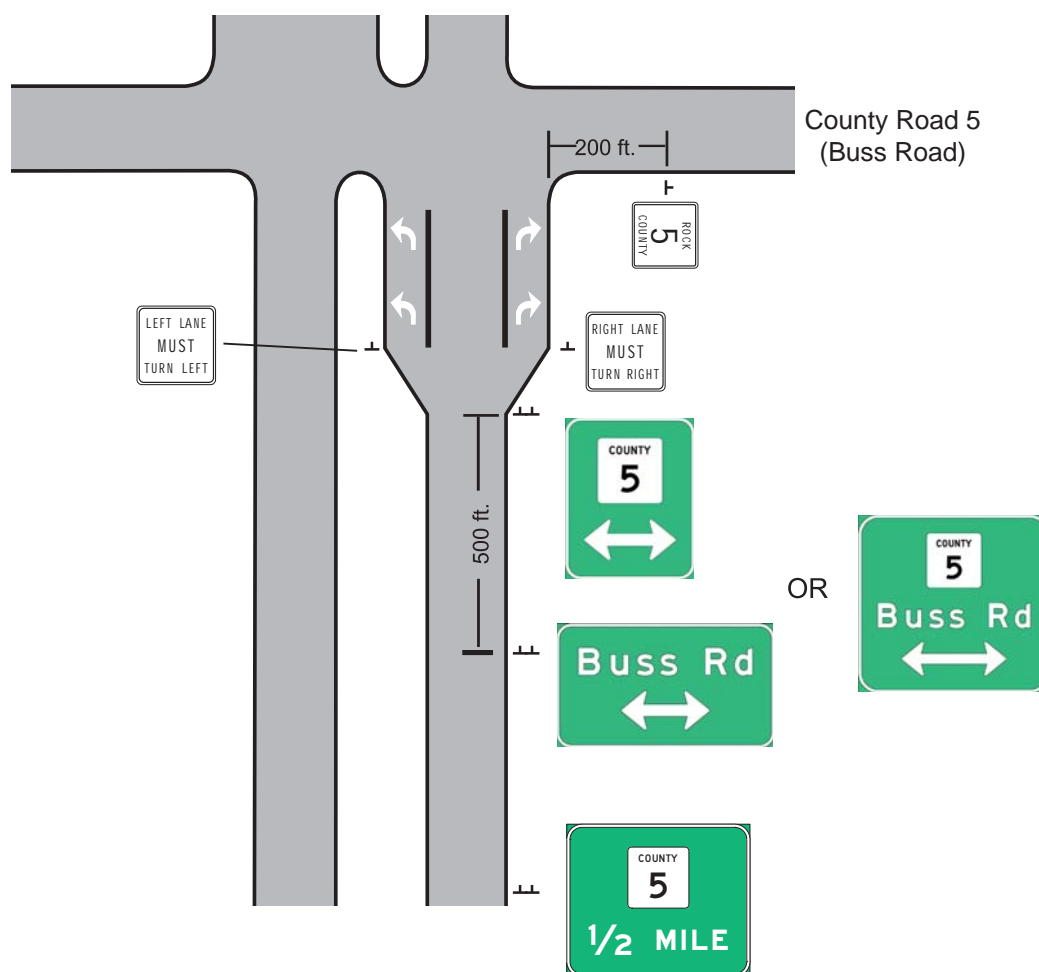 County Road 5
(Buss Road)
200 ft.
ROCK
5
COUNTY
LEFT LANE
MUST
TURN LEFT
RIGHT LANE
MUST
TURN RIGHT
COUNTY
5
500 ft.
OR
COUNTY
5
Buss Rd
Buss Rd
COUNTY
5
1/2 MILE